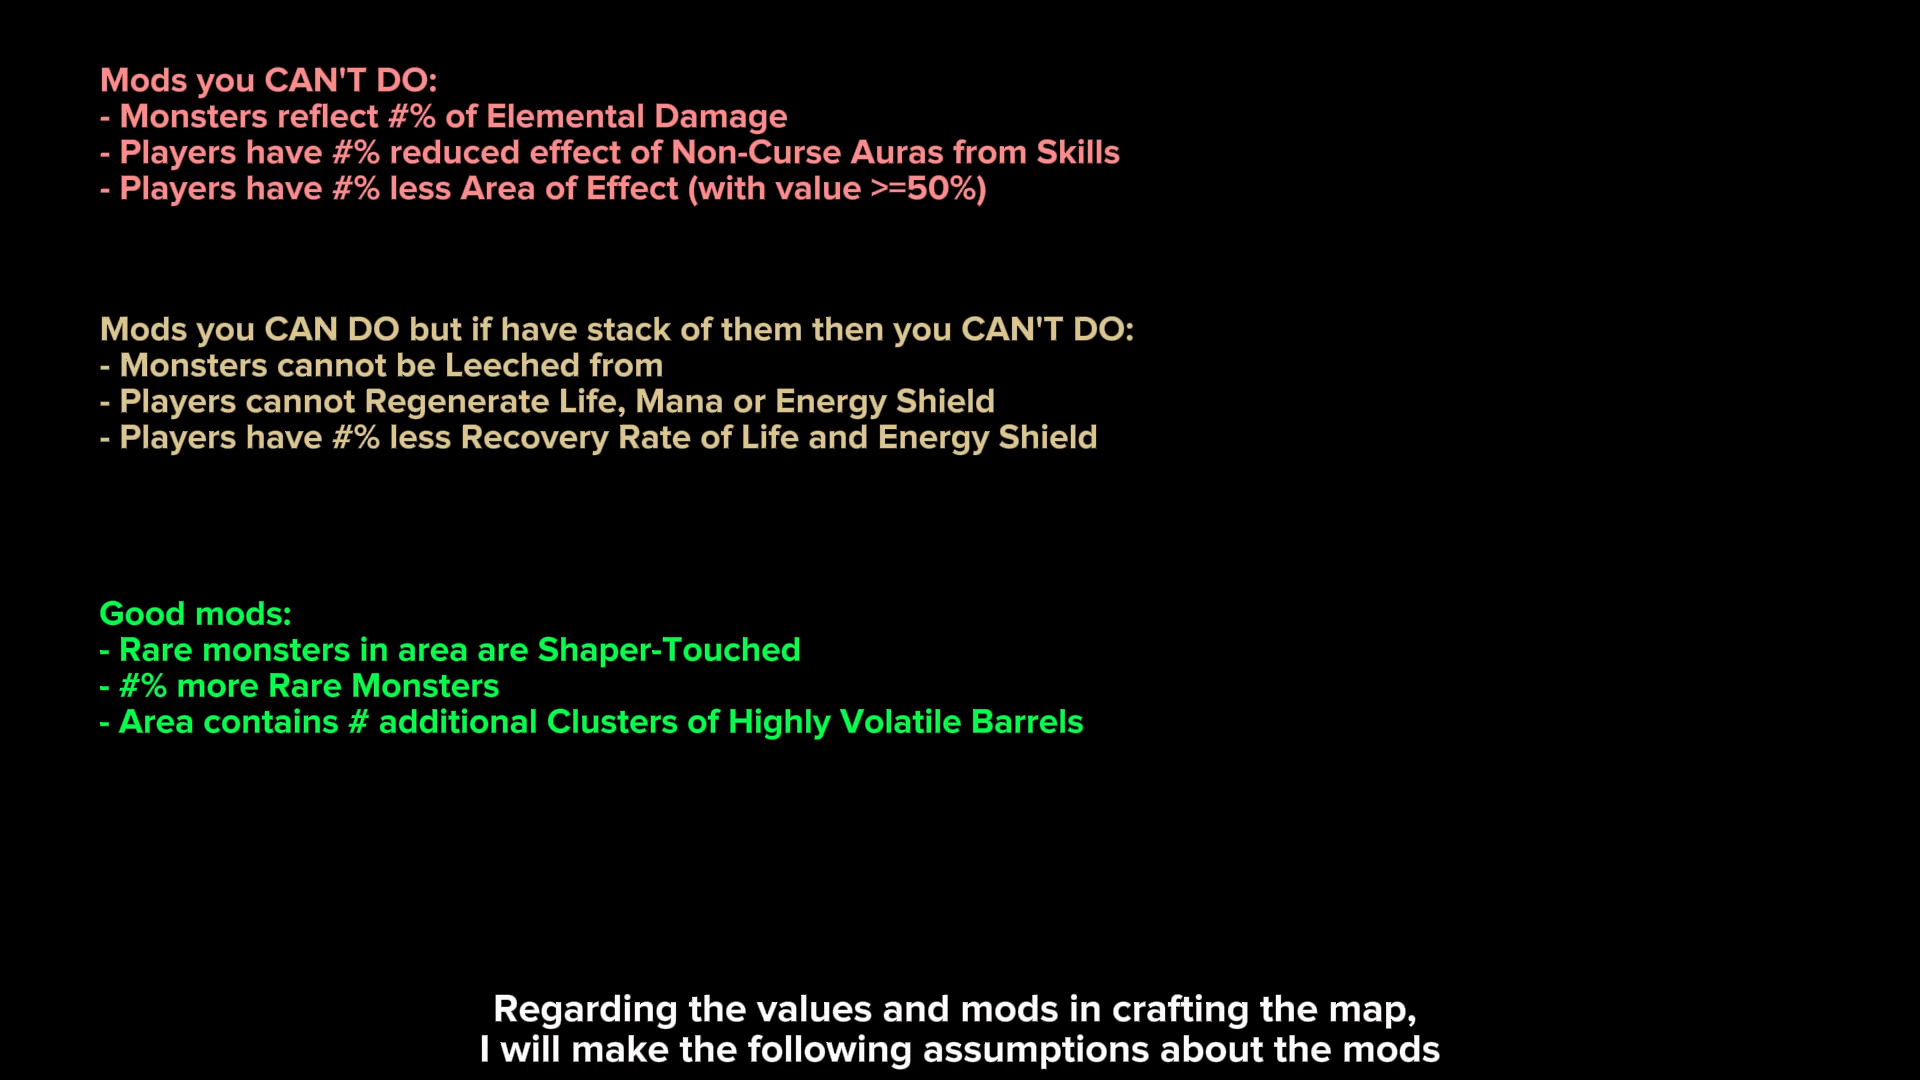 Mods you CAN'T DO:
- Monsters reflect #% of Elemental Damage
- Players have #% reduced effect of Non-Curse Auras from Skills
- Players have #% less Area of Effect (with value >=50%)
Mods you CAN DO but if have stack of them then you CAN'T DO:
- Monsters cannot be Leeched from
- Players cannot Regenerate Life, Mana or Energy Shield
- Players have #% less Recovery Rate of Life and Energy Shield
Good mods:
- Rare monsters in area are Shaper-Touched
- #% more Rare Monsters
- Area contains # additional Clusters of Highly Volatile Barrels
Regarding the values and mods in crafting the map,
I will make the following assumptions about the mods